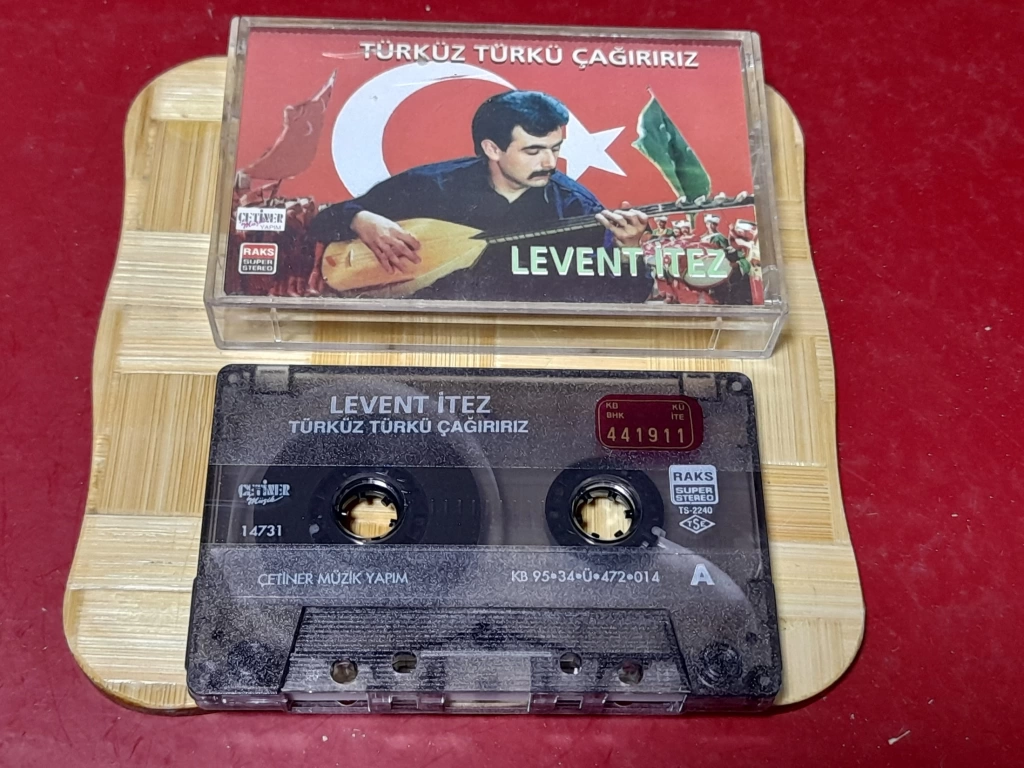 TÜRKÜZ TÜRKÜ ÇAĞIRIRIZ
ÇETİNER
Müzik
YAPIM
RAKS
SUPER
STEREO
LEVENT İTEZ
LEVENT İTEZ
TÜRKÜZ TÜRKÜ ÇAĞIRIRIZ
KB KÜ
BHK İTE
441911
ÇETİNER
Müzik
14731
RAKS
SUPER
STEREO
TS-2240
TSE
ÇETİNER MÜZİK YAPIM
KB 95•34•Ü•472•014
A